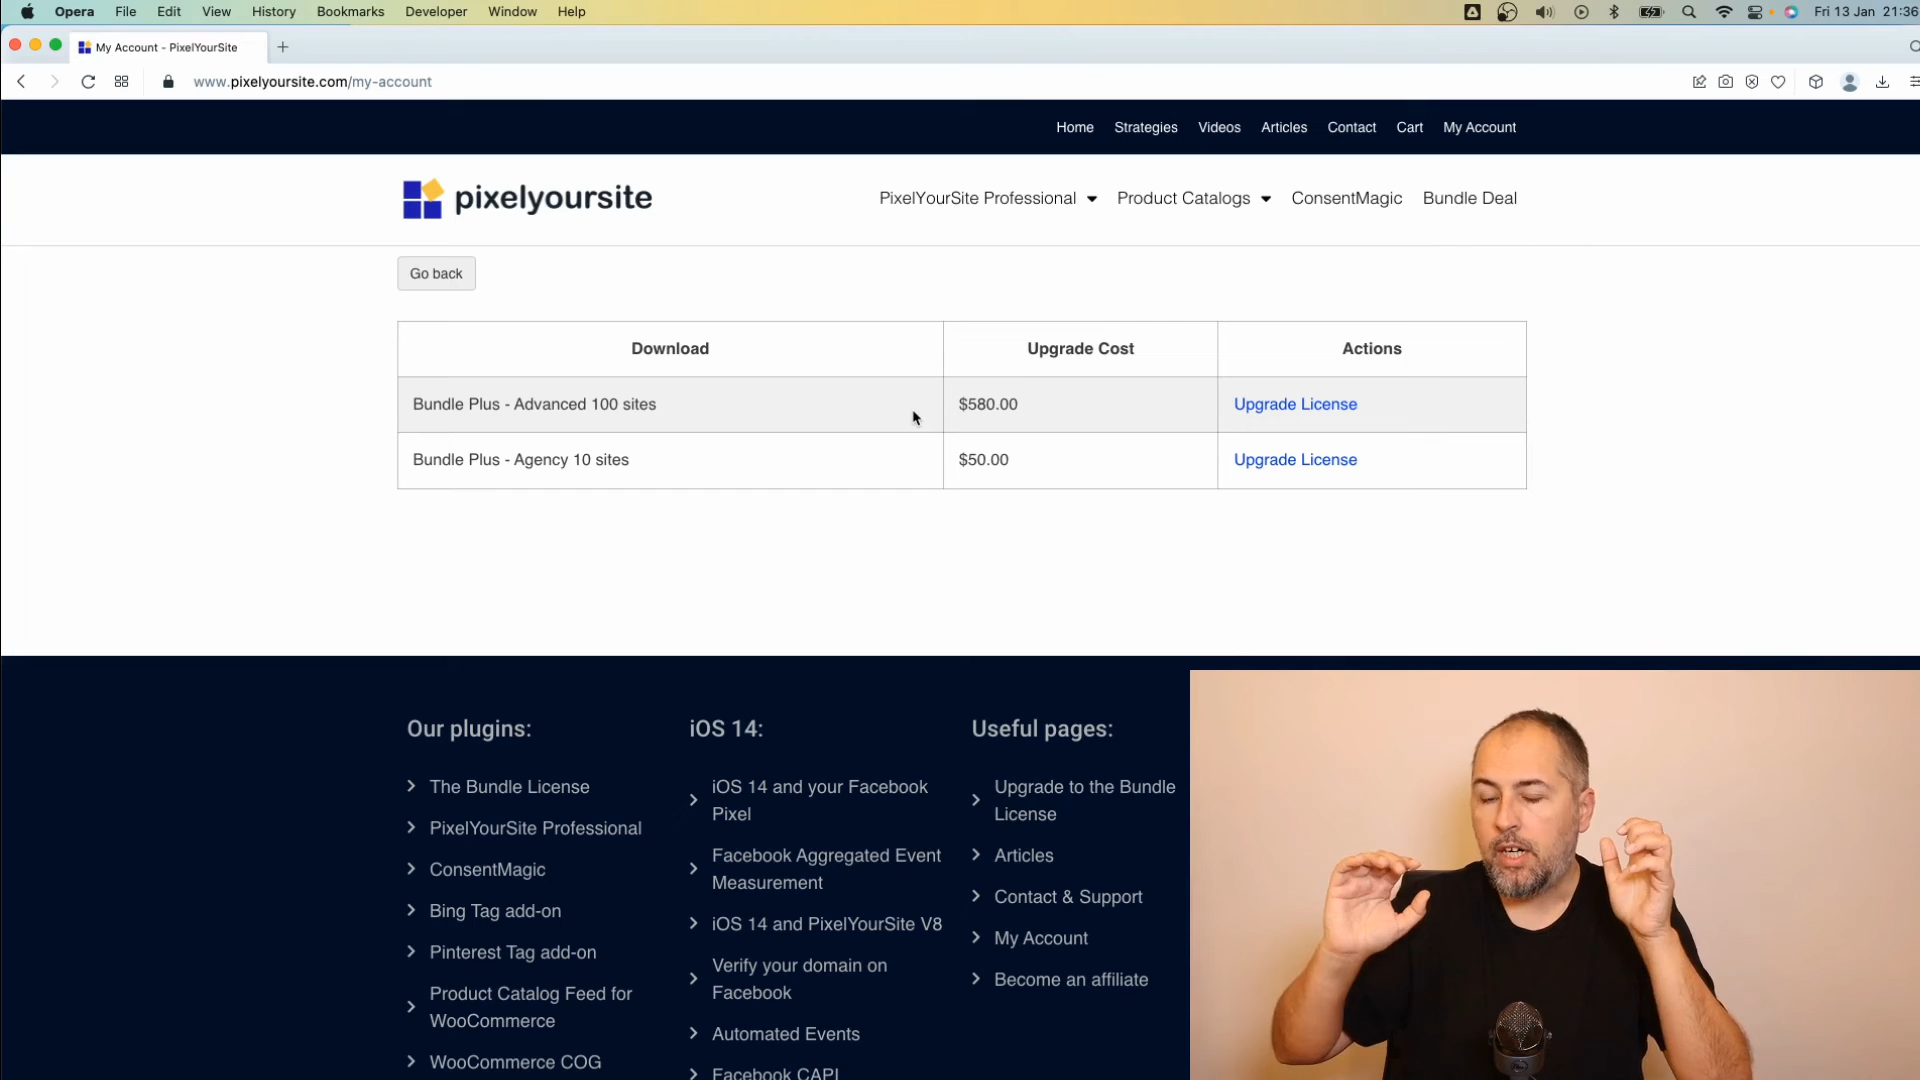 Opera File Edit View History Bookmarks Developer Window Help Fri 13 Jan 21:36
My Account - PixelYourSite
www.pixelyoursite.com/my-account
Home Strategies Videos Articles Contact Cart My Account
pixelyoursite PixelYourSite Professional Product Catalogs ConsentMagic Bundle Deal
Go back
Download Upgrade Cost Actions
Bundle Plus - Advanced 100 sites $580.00 Upgrade License
Bundle Plus - Agency 10 sites $50.00 Upgrade License
Our plugins:
The Bundle License
PixelYourSite Professional
ConsentMagic
Bing Tag add-on
Pinterest Tag add-on
Product Catalog Feed for
WooCommerce
WooCommerce COG
iOS 14:
iOS 14 and your Facebook
Pixel
Facebook Aggregated Event
Measurement
iOS 14 and PixelYourSite V8
Verify your domain on
Facebook
Automated Events
Facebook CAPI
Useful pages:
Upgrade to the Bundle
License
Articles
Contact & Support
My Account
Become an affiliate